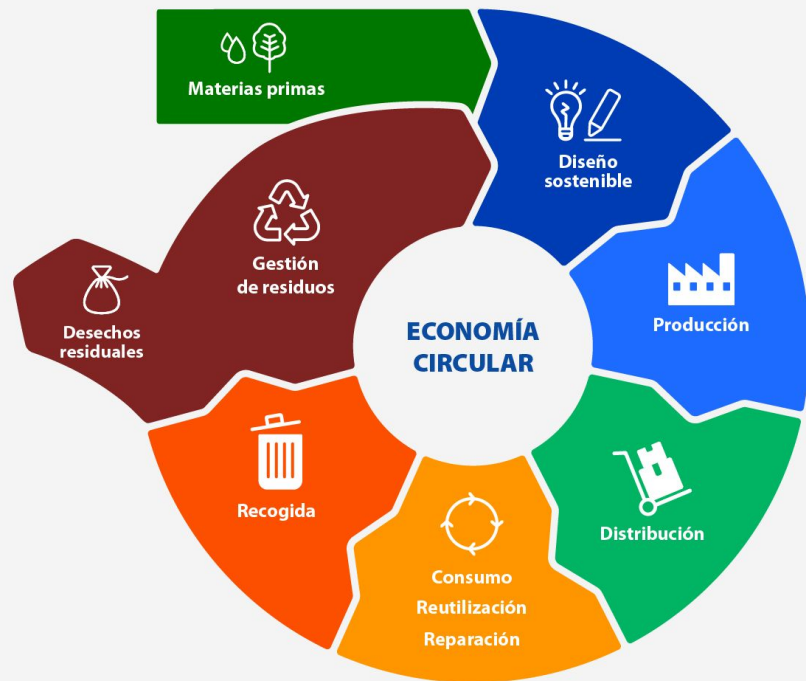 Materias primas
Diseño
sostenible
Producción
Distribución
Consumo
Reutilización
Reparación
Recogida
Gestión
de residuos
Desechos
residuales
ECONOMÍA
CIRCULAR